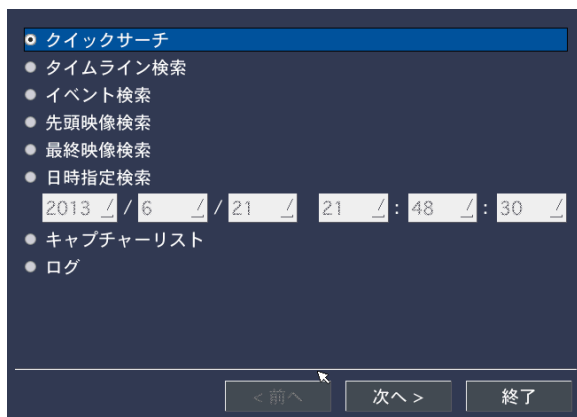 クイックサーチ
タイムライン検索
イベント検索
先頭映像検索
最終映像検索
日時指定検索
2013 / 6 / 21 21 : 48 : 30
キャプチャーリスト
ログ
< 前へ 次へ > 終了